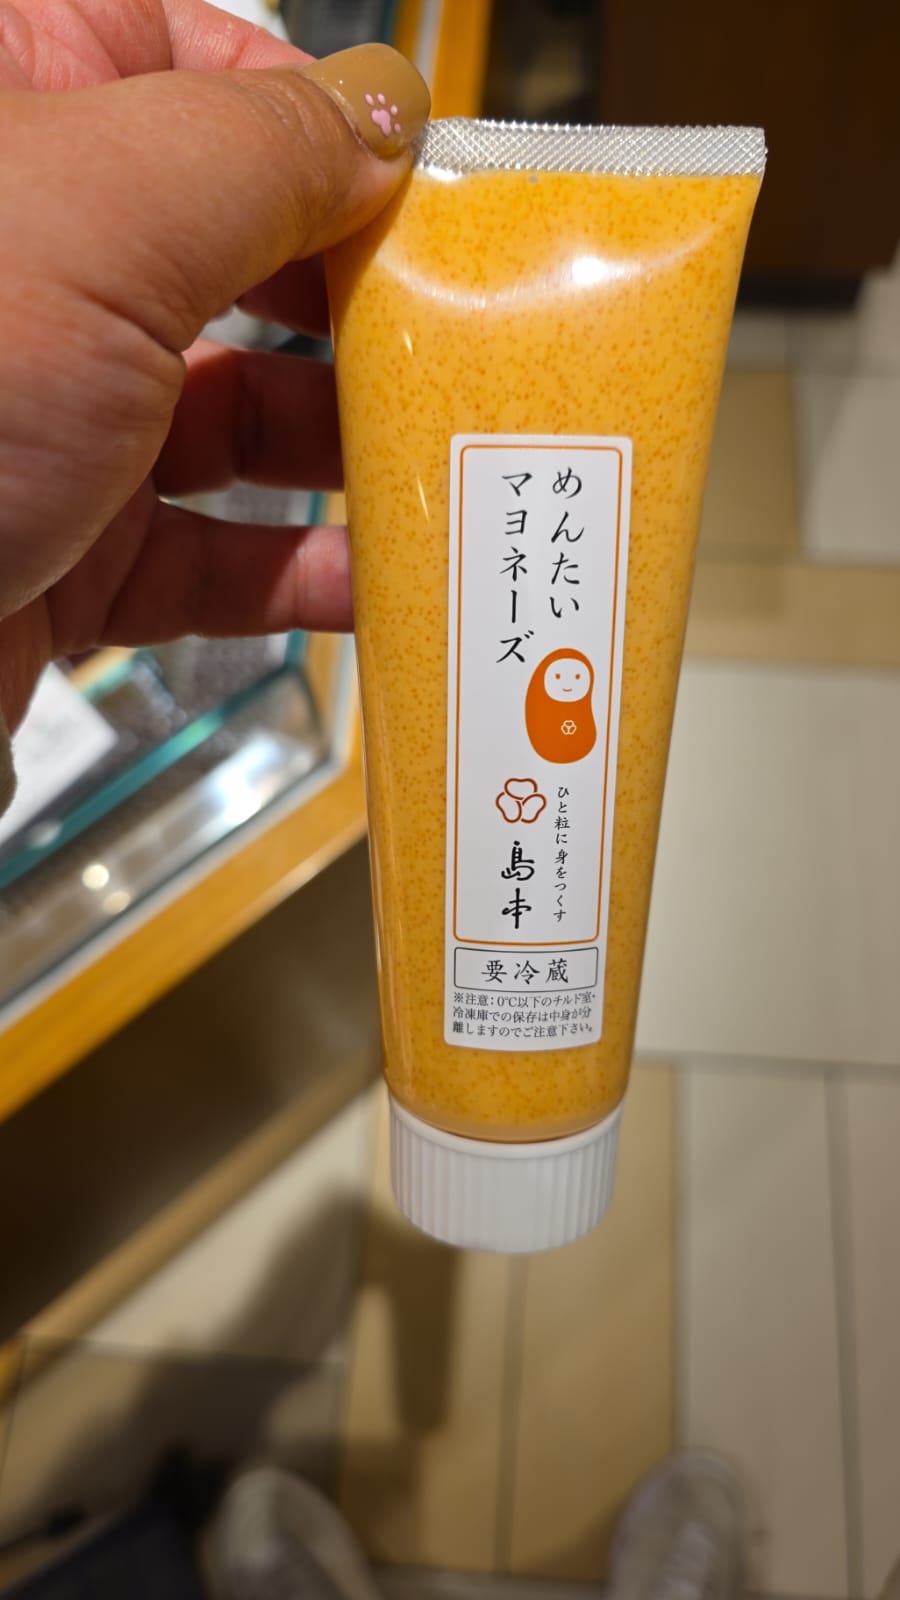 めんたい
マヨネーズ
ひと粒に身をつくす
島本
要冷蔵
※注意：0℃以下のチルド室・
冷凍庫での保存は中身が分
離しますのでご注意下さい。